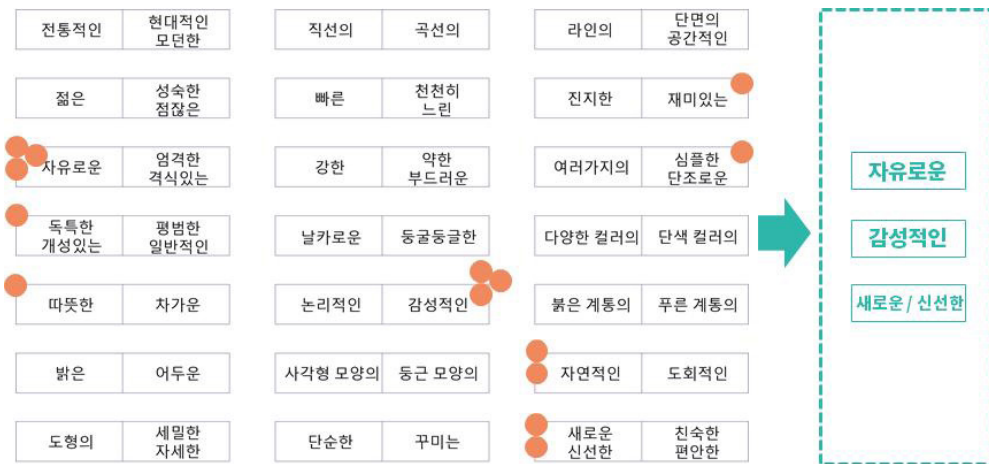 전통적인
현대적인
모던한
직선의
곡선의
라인의
단면의
공간적인
젊은
성숙한
점잖은
빠른
천천히
느린
진지한
재미있는
자유로운
엄격한
격식있는
강한
약한
부드러운
여러가지의
심플한
단조로운
자유로운
독특한
개성있는
평범한
일반적인
날카로운
둥굴둥글한
다양한 컬러의
단색 컬러의
감성적인
따뜻한
차가운
논리적인
감성적인
붉은 계통의
푸른 계통의
새로운 / 신선한
밝은
어두운
사각형 모양의
둥근 모양의
자연적인
도회적인
도형의
세밀한
자세한
단순한
꾸미는
새로운
신선한
친숙한
편안한